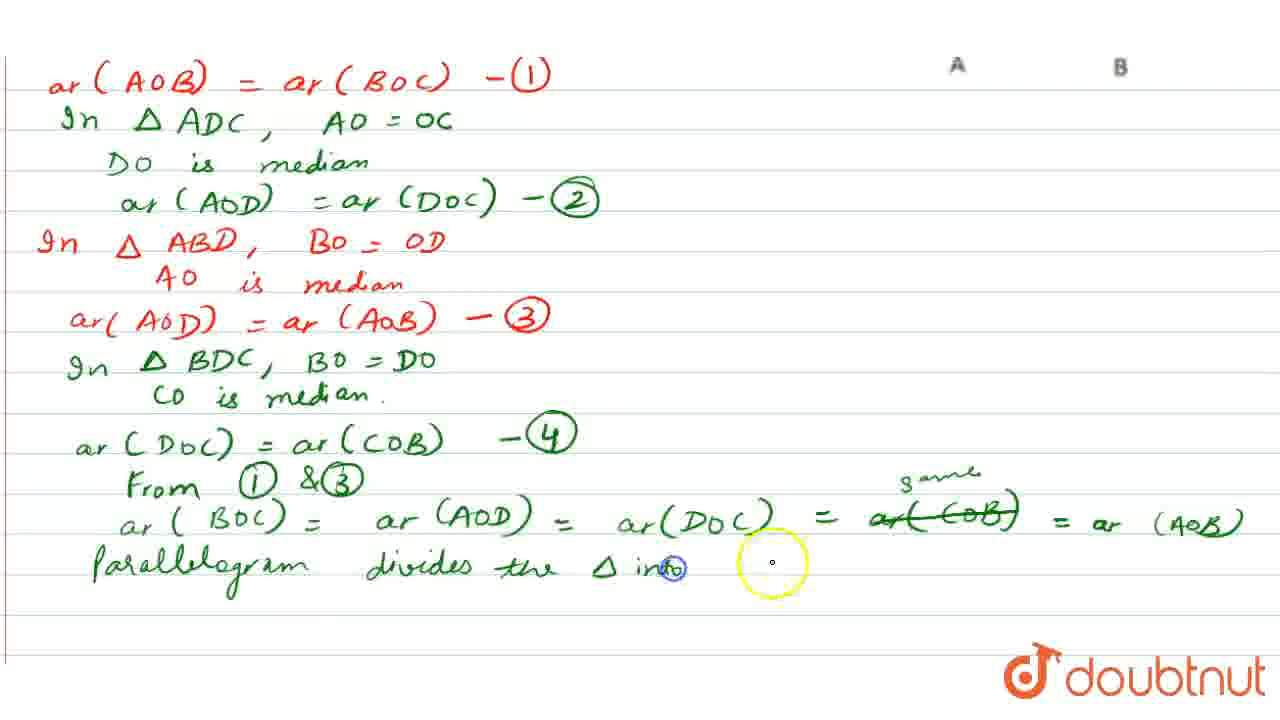 A B
ar (AOB) = ar (BOC) - ①
In Δ ADC, AO = OC
DO is median
ar (AOD) = ar (DOC) - ②
In Δ ABD, BO = OD
AO is median
ar (AOD) = ar (AOB) - ③
In Δ BDC, BO = DO
CO is median.
ar (DOC) = ar (COB) - ④
From ① & ③
same
ar (BOC) = ar (AOD) = ar (DOC) = ar (COB) = ar (AOB)
Parallelogram divides the Δ into
doubtnut